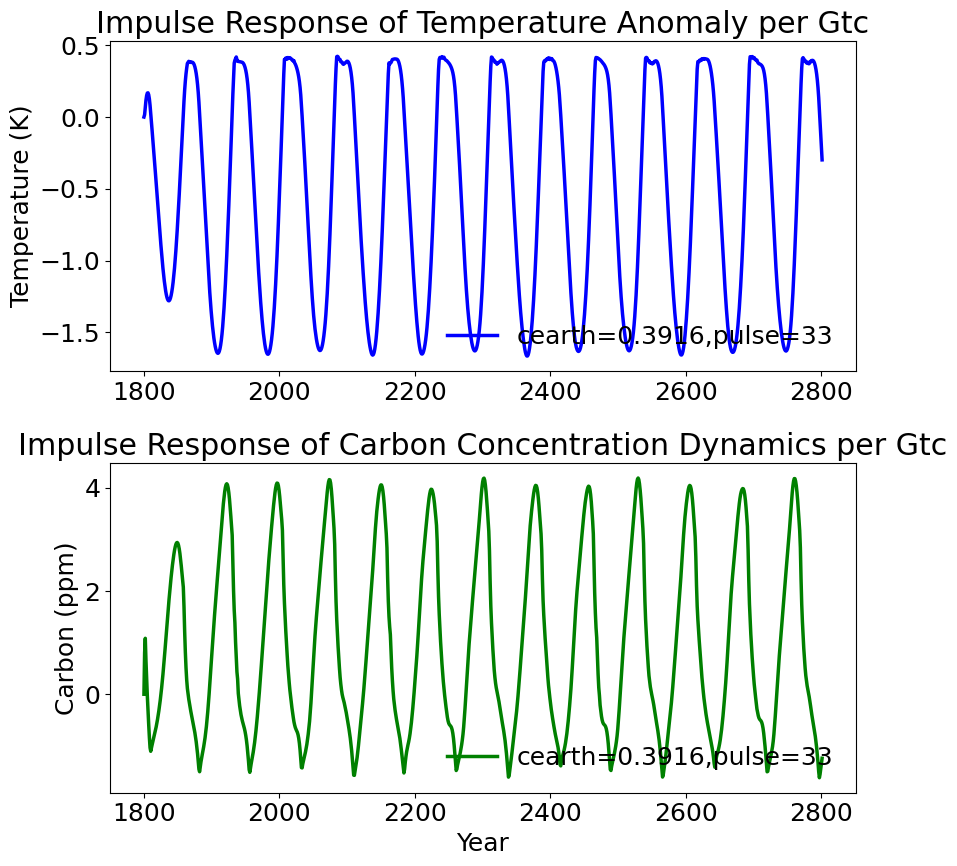 Impulse Response of Temperature Anomaly per Gtc
0.5
0.0
−0.5
−1.0
−1.5
Temperature (K)
cearth=0.3916,pulse=33
1800 2000 2200 2400 2600 2800
Impulse Response of Carbon Concentration Dynamics per Gtc
4
2
0
Carbon (ppm)
cearth=0.3916,pulse=33
1800 2000 2200 2400 2600 2800
Year